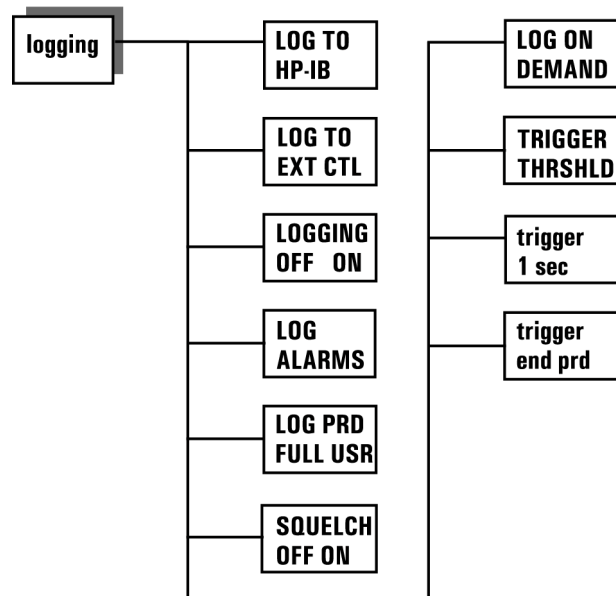 logging
LOG TO
HP-IB
LOG TO
EXT CTL
LOGGING
OFF ON
LOG
ALARMS
LOG PRD
FULL USR
SQUELCH
OFF ON
LOG ON
DEMAND
TRIGGER
THRSHLD
trigger
1 sec
trigger
end prd